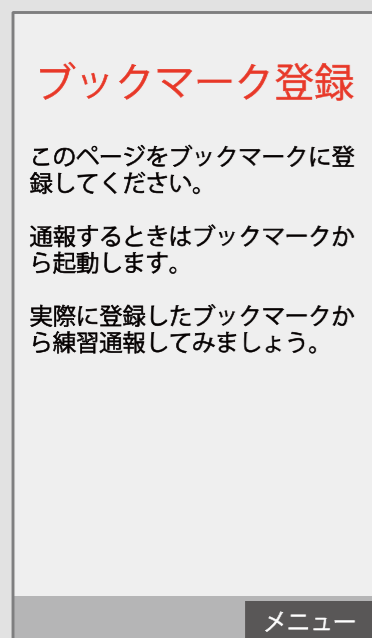 ブックマーク登録
このページをブックマークに登
録してください。
通報するときはブックマークか
ら起動します。
実際に登録したブックマークか
ら練習通報してみましょう。
メニュー